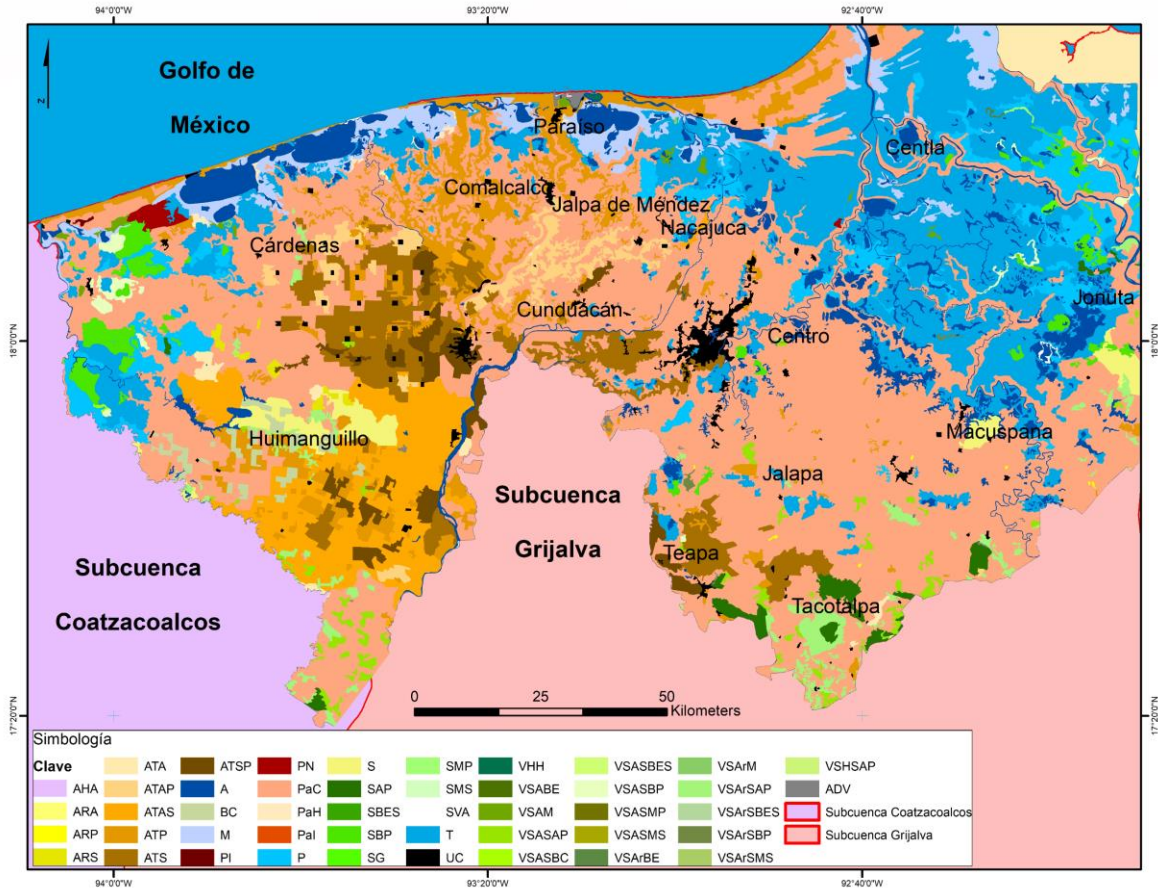 94°0'0"W
93°20'0"W
92°40'0"W
N
18°0'0"N
17°20'0"N
18°0'0"N
17°20'0"N
Golfo de
México
Paraíso
Centla
Comalcalco
Jalpa de Méndez
Nacajuca
Cárdenas
Jonuta
Cunduacán
Centro
Huimanguillo
Macuspana
Jalapa
Subcuenca
Grijalva
Teapa
Subcuenca
Coatzacoalcos
Tacotalpa
0 25 50
Kilometers
Simbología
Clave
AHA
ARA
ARP
ARS
ATA
ATAP
ATAS
ATP
ATS
ATSP
A
BC
M
PI
PN
PaC
PaH
PaI
P
S
SAP
SBES
SBP
SG
SMP
SMS
SVA
T
UC
VHH
VSABE
VSAM
VSASAP
VSASBC
VSASBES
VSASBP
VSASMP
VSASMS
VSArBE
VSArM
VSArSAP
VSArSBES
VSArSBP
VSArSMS
VSHSAP
ADV
Subcuenca Coatzacoalcos
Subcuenca Grijalva
94°0'0"W
93°20'0"W
92°40'0"W